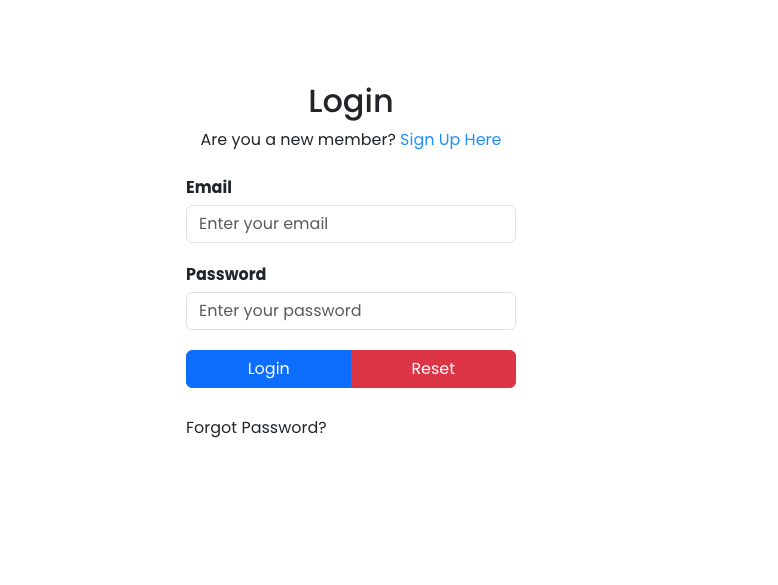 Login
Are you a new member? Sign Up Here
Email
Enter your email
Password
Enter your password
Login Reset
Forgot Password?